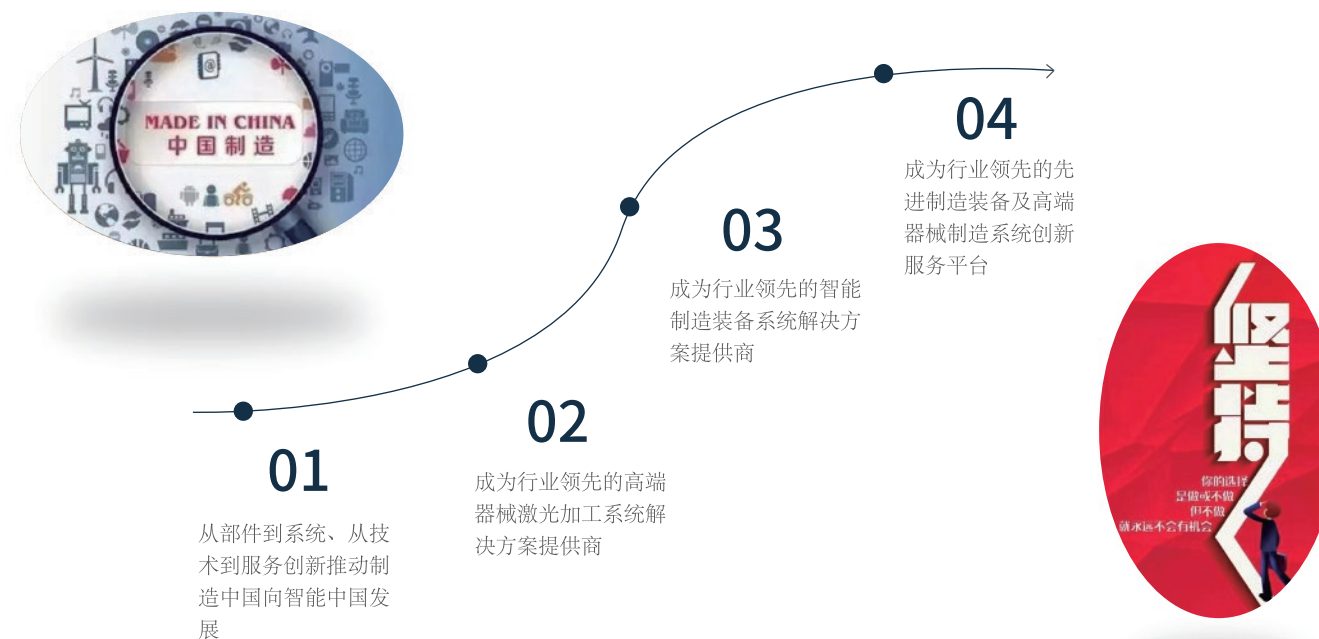 MADE IN CHINA
中国制造
01
从部件到系统、从技
术到服务创新推动制
造中国向智能中国发
展
02
成为行业领先的高端
器械激光加工系统解
决方案提供商
03
成为行业领先的智能
制造装备系统解决方
案提供商
04
成为行业领先的先
进制造装备及高端
器械制造系统创新
服务平台
坚持
你的选择
是做或不做
但不做
就永远不会有机会